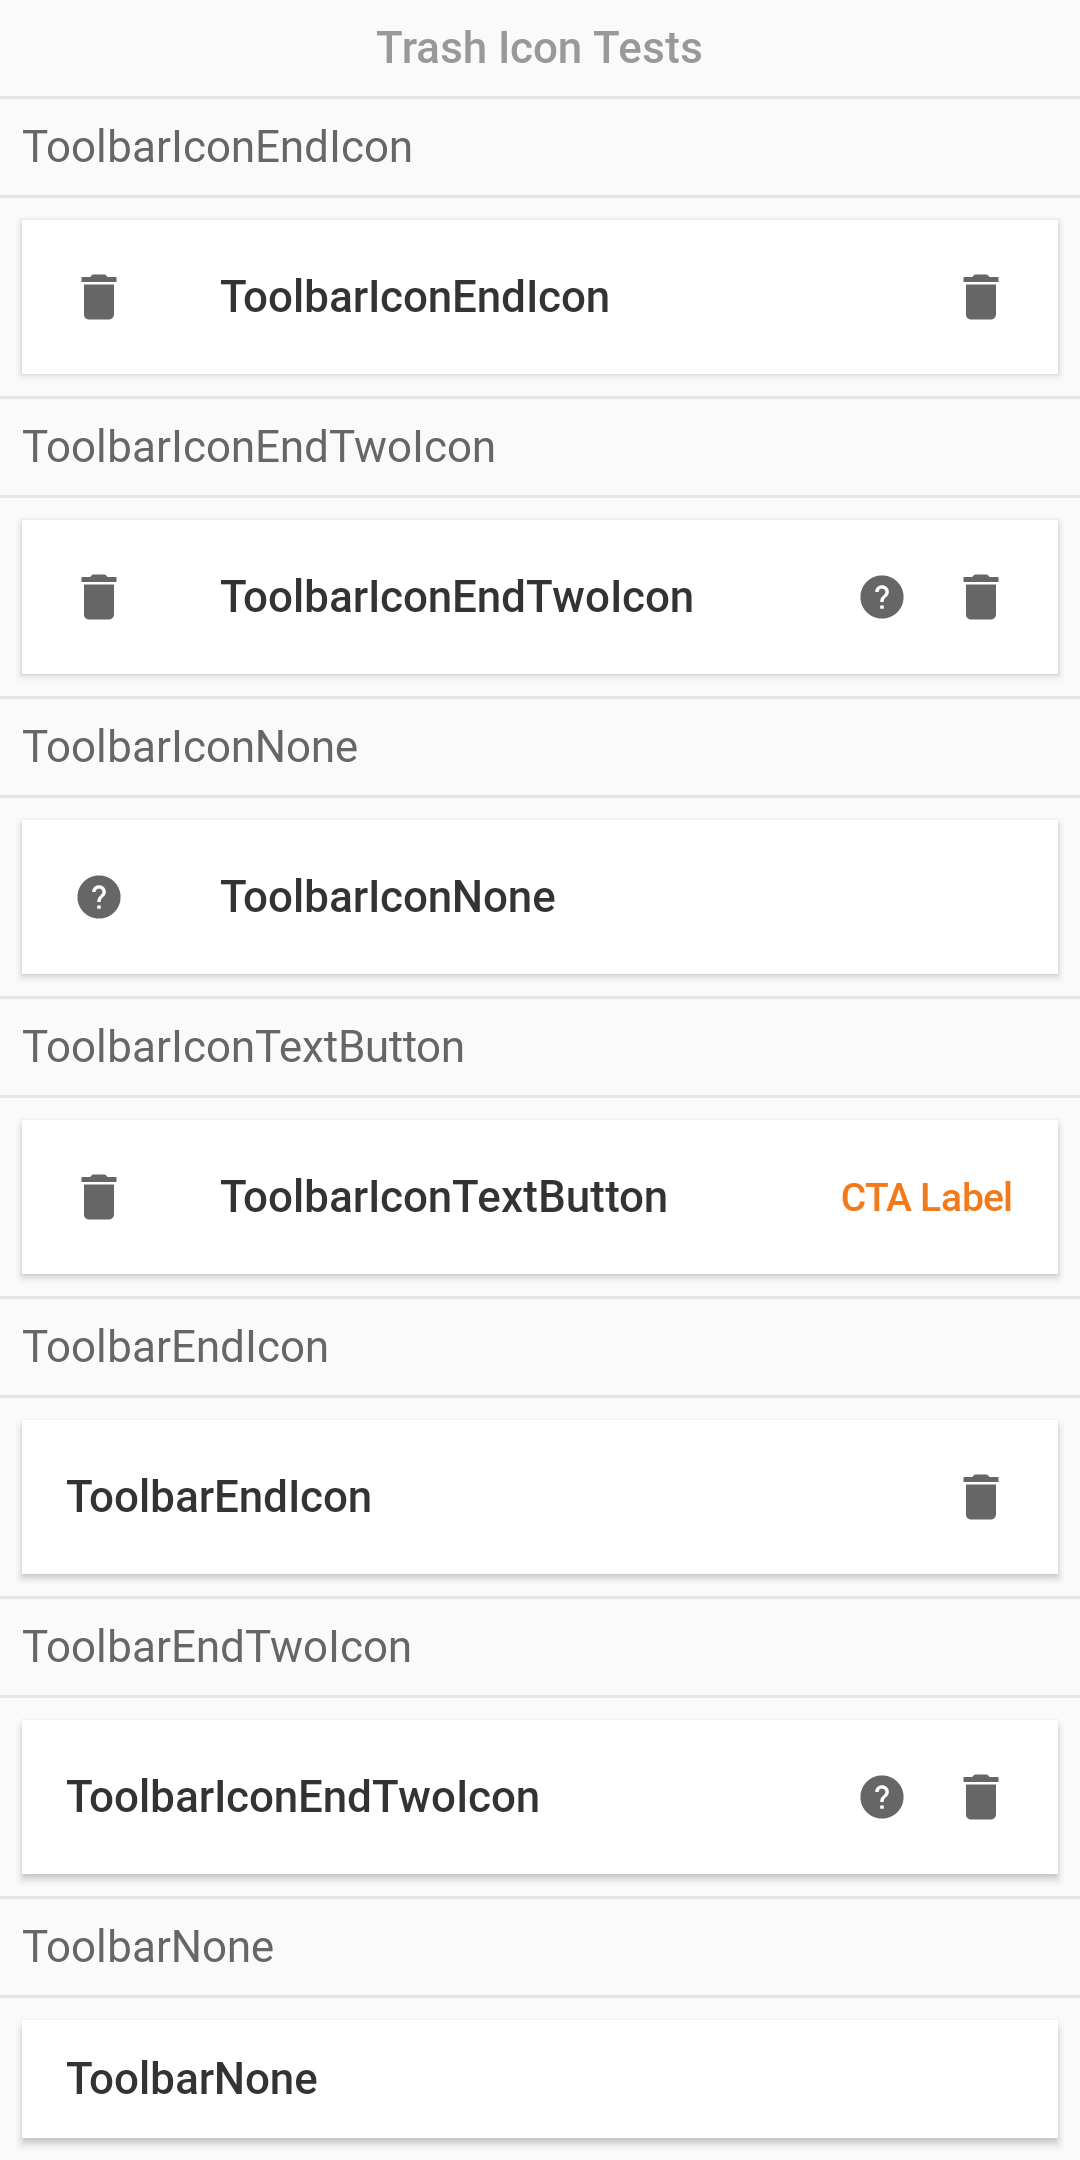 Trash Icon Tests
ToolbarIconEndIcon
ToolbarIconEndIcon
ToolbarIconEndTwoIcon
ToolbarIconEndTwoIcon
?
ToolbarIconNone
?
ToolbarIconNone
ToolbarIconTextButton
ToolbarIconTextButton
CTA Label
ToolbarEndIcon
ToolbarEndIcon
ToolbarEndTwoIcon
ToolbarIconEndTwoIcon
?
ToolbarNone
ToolbarNone